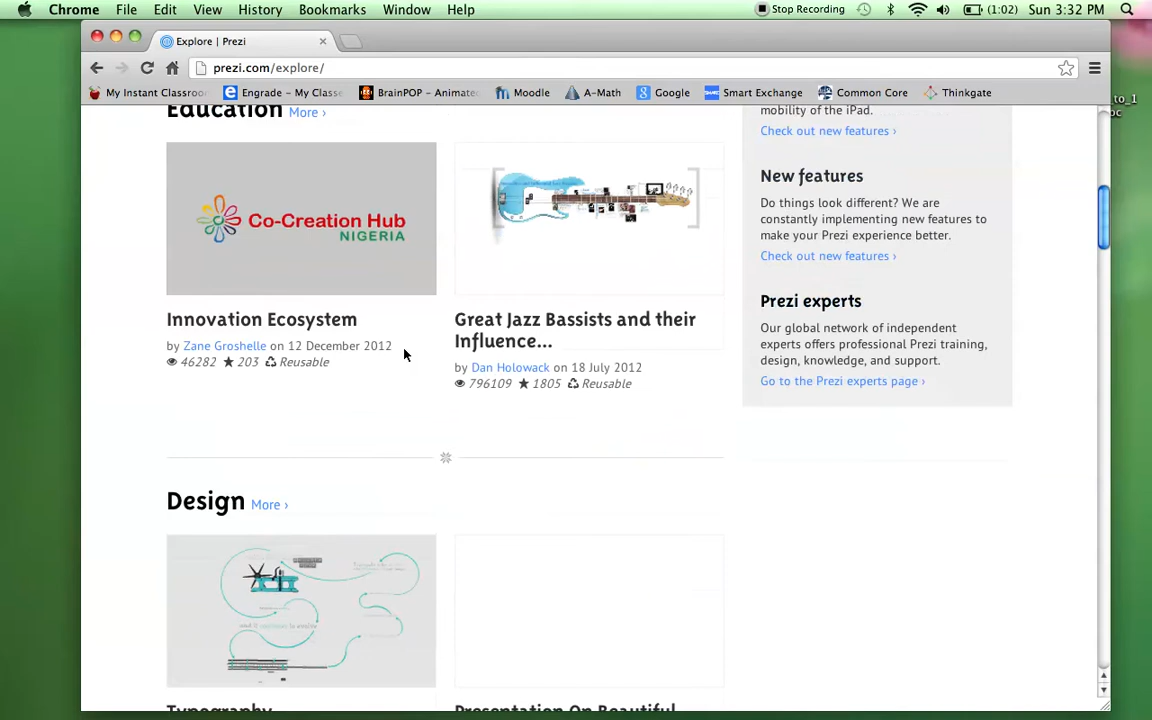 Chrome File Edit View History Bookmarks Window Help Stop Recording (1:02) Sun 3:32 PM
Explore | Prezi
prezi.com/explore/
My Instant Classroo Engrade - My Classe BrainPOP - Animate Moodle A-Math Google Smart Exchange Common Core Thinkgate
_to_1
oc
Education More ›
Co-Creation Hub
NIGERIA
Innovation Ecosystem
by Zane Groshelle on 12 December 2012
46282 203 Reusable
Great Jazz Bassists and their
Influence...
by Dan Holowack on 18 July 2012
796109 1805 Reusable
mobility of the iPad.
Check out new features ›
New features
Do things look different? We are
constantly implementing new features to
make your Prezi experience better.
Check out new features ›
Prezi experts
Our global network of independent
experts offers professional Prezi training,
design, knowledge, and support.
Go to the Prezi experts page ›
Design More ›
Typography
Presentation On Beautiful